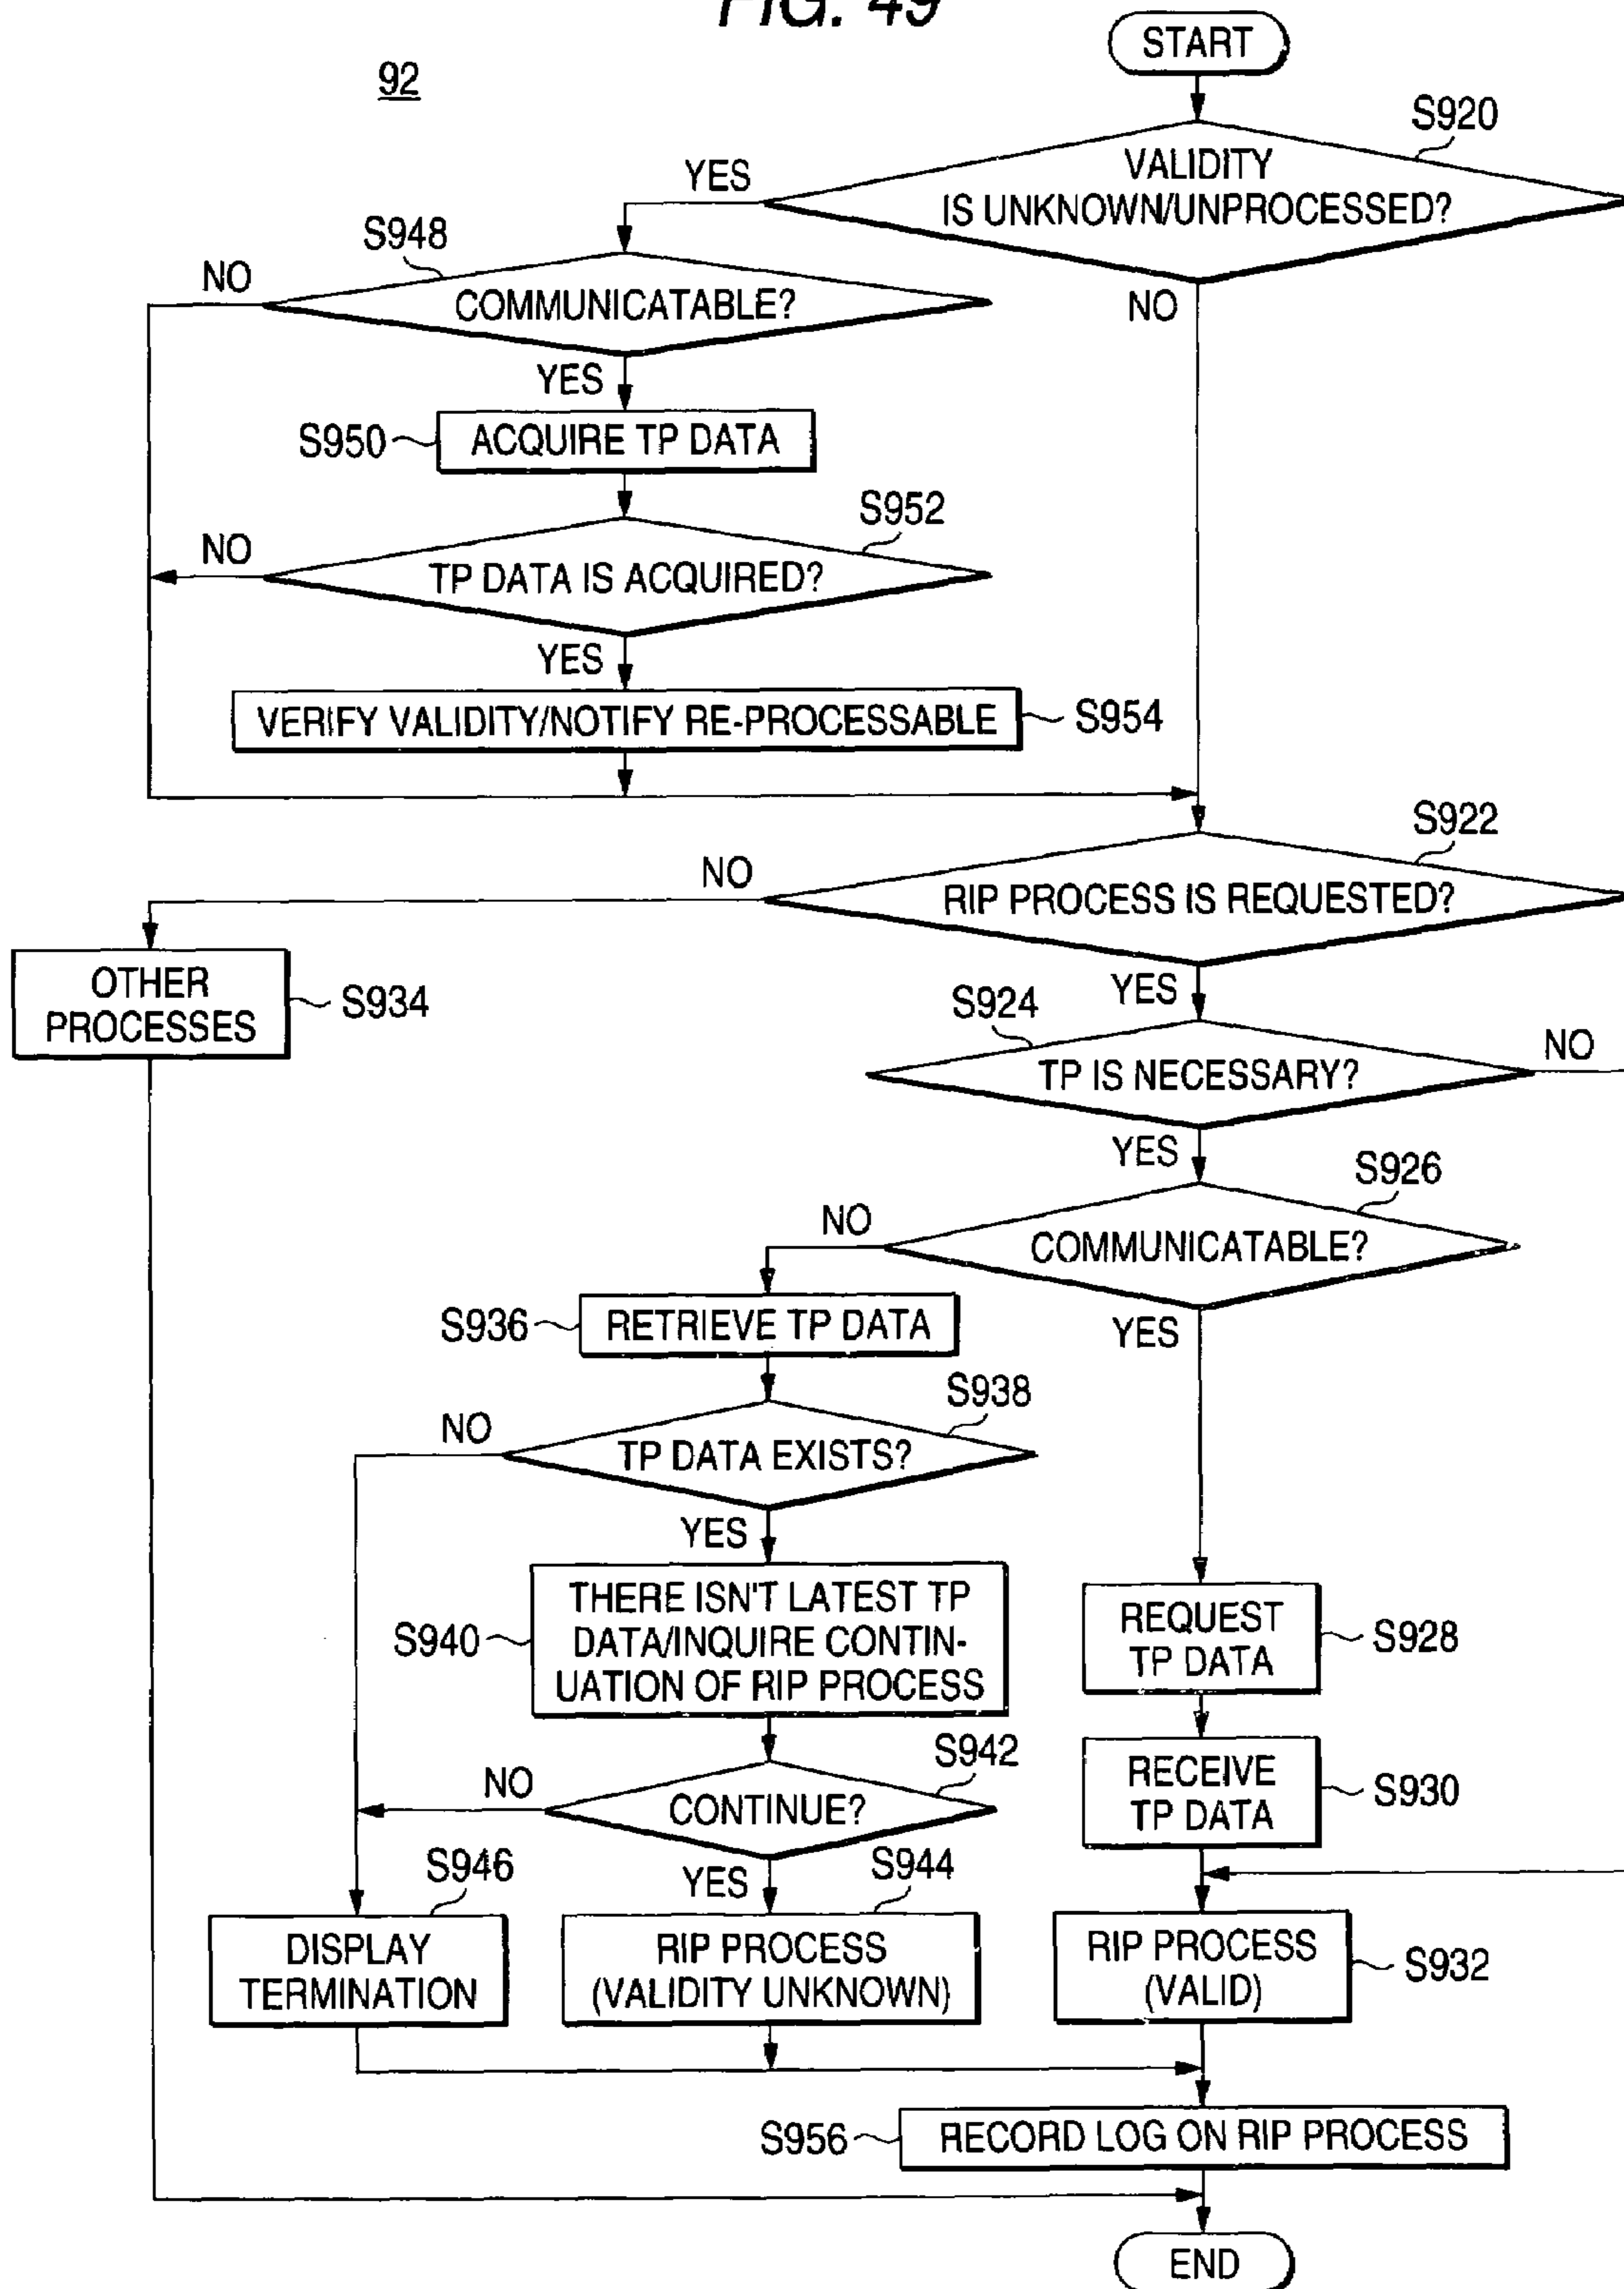 FIG. 49
START
92
S920
VALIDITY
IS UNKNOWN/UNPROCESSED?
YES
NO
S948
COMMUNICATABLE?
NO
YES
S950
ACQUIRE TP DATA
S952
TP DATA IS ACQUIRED?
NO
YES
VERIFY VALIDITY/NOTIFY RE-PROCESSABLE
S954
S922
RIP PROCESS IS REQUESTED?
NO
YES
OTHER
PROCESSES
S934
S924
TP IS NECESSARY?
NO
YES
S926
COMMUNICATABLE?
NO
YES
S936
RETRIEVE TP DATA
S938
TP DATA EXISTS?
NO
YES
S940
THERE ISN'T LATEST TP
DATA/INQUIRE CONTIN-
UATION OF RIP PROCESS
REQUEST
TP DATA
S928
RECEIVE
TP DATA
S930
S942
CONTINUE?
NO
YES
S946
DISPLAY
TERMINATION
S944
RIP PROCESS
(VALIDITY UNKNOWN)
RIP PROCESS
(VALID)
S932
S956
RECORD LOG ON RIP PROCESS
END